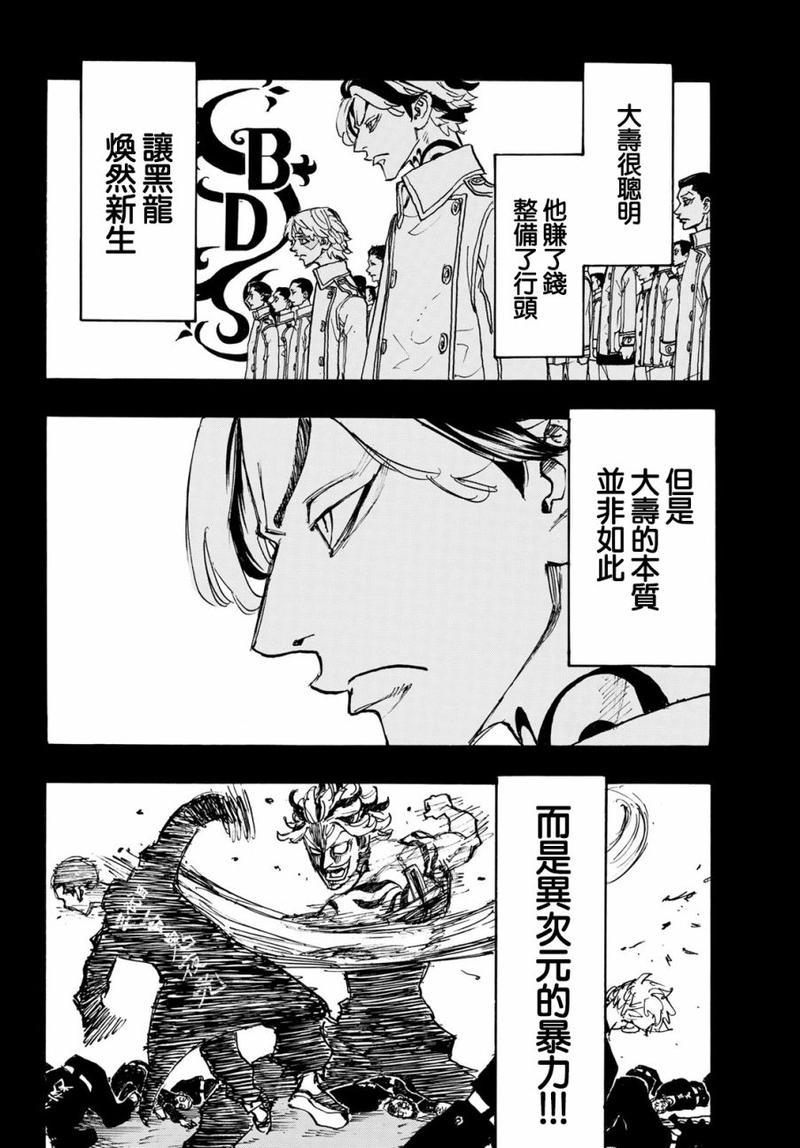 大壽很聰明
他賺了錢
整備了行頭
BD
讓黑龍
煥然新生
但是
大壽的本質
並非如此
而是異次元的暴力!!!